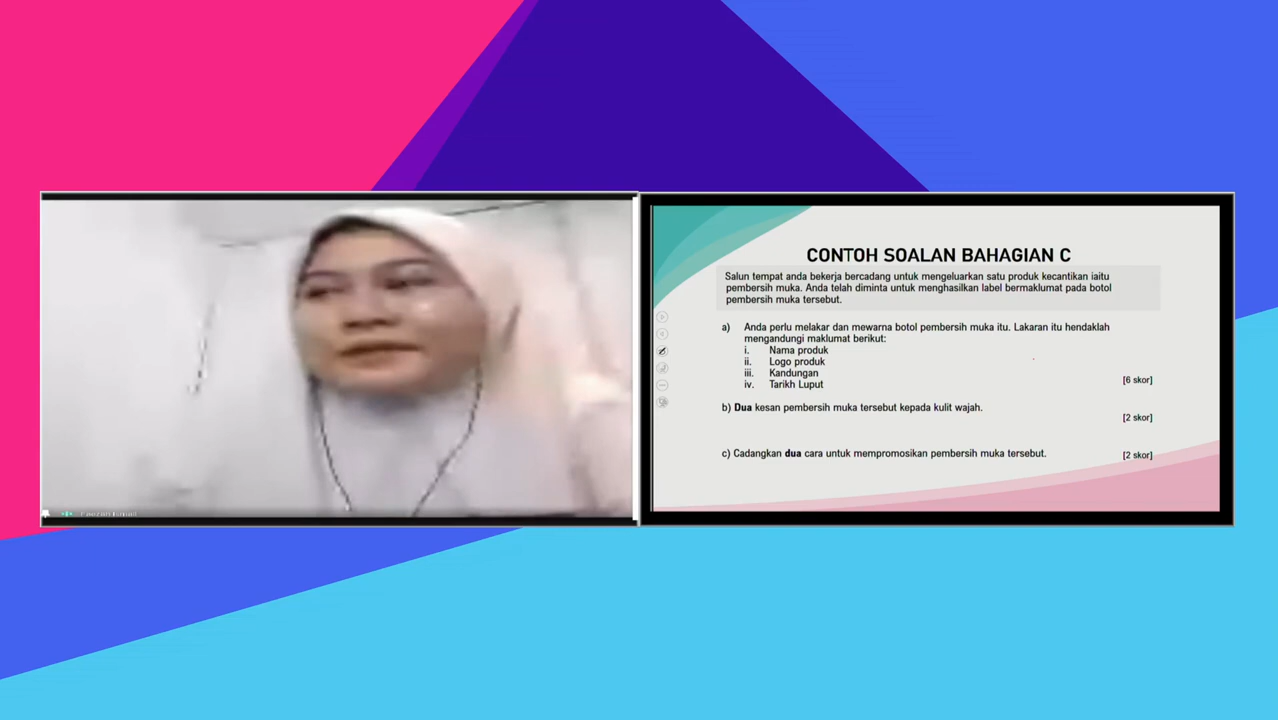 CONTOH SOALAN BAHAGIAN C
Salun tempat anda bekerja bercadang untuk mengeluarkan satu produk kecantikan iaitu
pembersih muka. Anda telah diminta untuk menghasilkan label bermaklumat pada botol
pembersih muka tersebut.
a) Anda perlu melakar dan mewarna botol pembersih muka itu. Lakaran itu hendaklah
mengandungi maklumat berikut:
i. Nama produk
ii. Logo produk
iii. Kandungan
iv. Tarikh Luput
[6 skor]
b) Dua kesan pembersih muka tersebut kepada kulit wajah.
[2 skor]
c) Cadangkan dua cara untuk mempromosikan pembersih muka tersebut.
[2 skor]